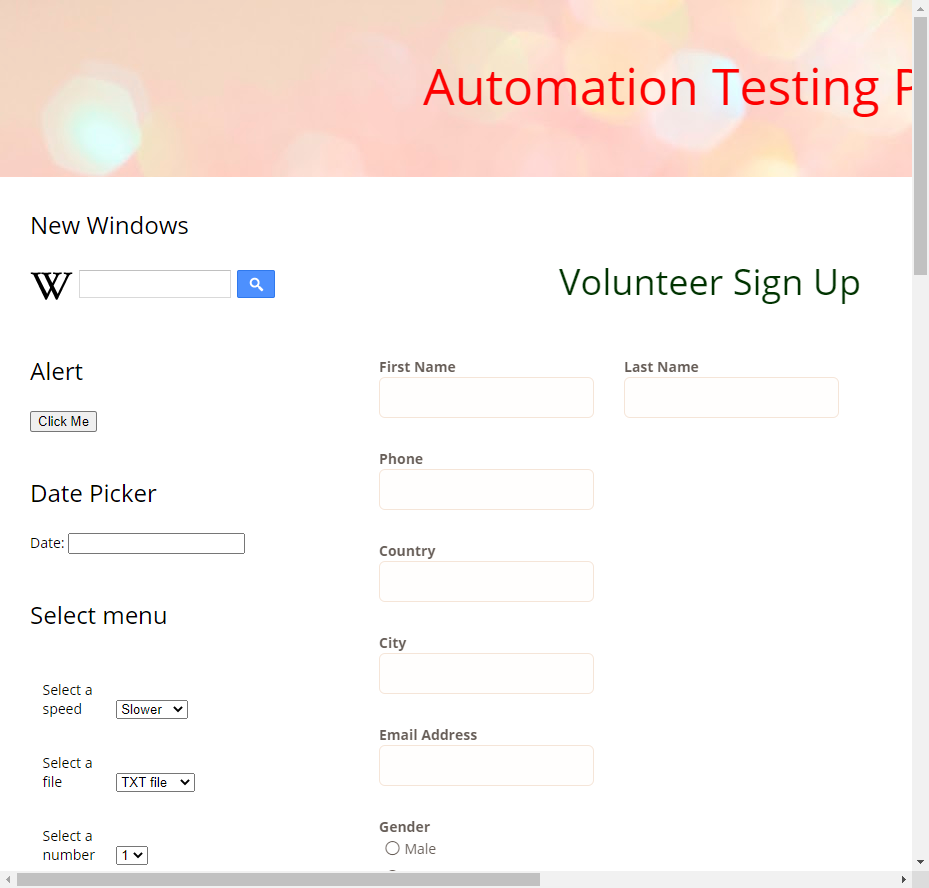 Automation Testing P
New Windows
W
Volunteer Sign Up
Alert
Click Me
Date Picker
Date:
Select menu
Select a
speed
Slower
Select a
file
TXT file
Select a
number
1
First Name
Last Name
Phone
Country
City
Email Address
Gender
Male